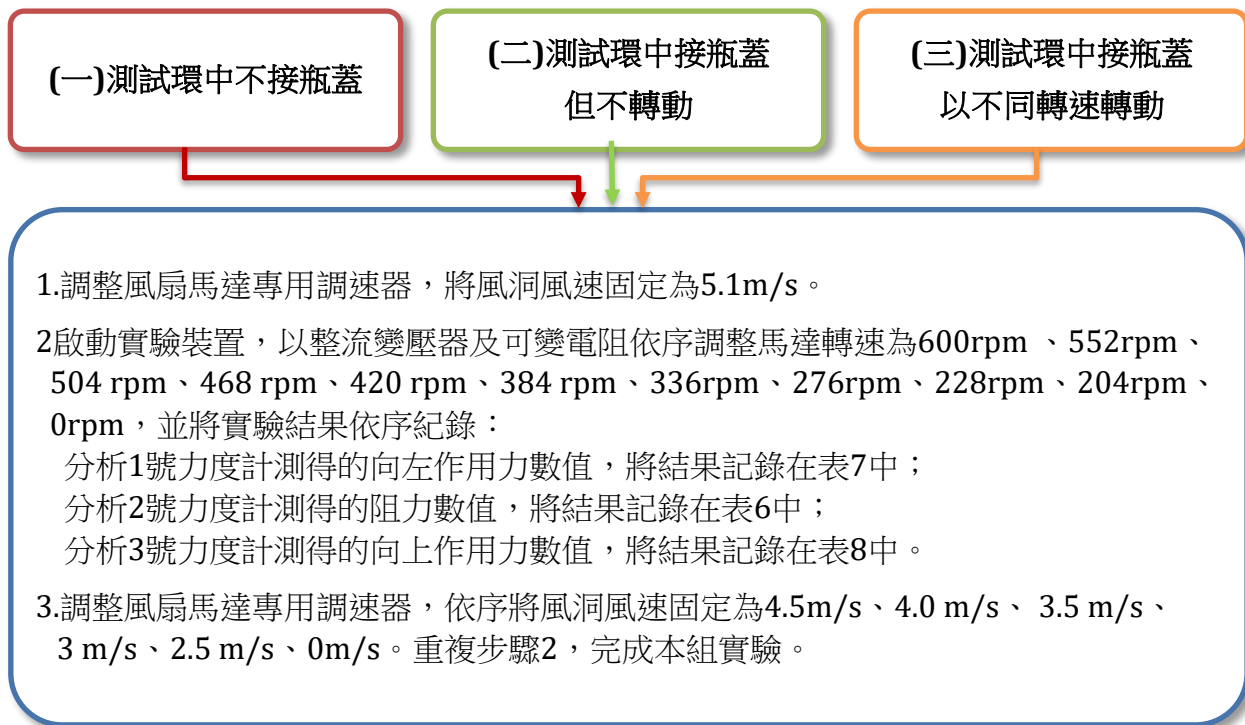 (一)測試環中不接瓶蓋
(二)測試環中接瓶蓋
但不轉動
(三)測試環中接瓶蓋
以不同轉速轉動
1.調整風扇馬達專用調速器，將風洞風速固定為5.1m/s。
2啟動實驗裝置，以整流變壓器及可變電阻依序調整馬達轉速為600rpm 、552rpm、
504 rpm、468 rpm、420 rpm、384 rpm、336rpm、276rpm、228rpm、204rpm、
0rpm，並將實驗結果依序紀錄：
分析1號力度計測得的向左作用力數值，將結果記錄在表7中；
分析2號力度計測得的阻力數值，將結果記錄在表6中；
分析3號力度計測得的向上作用力數值，將結果記錄在表8中。
3.調整風扇馬達專用調速器，依序將風洞風速固定為4.5m/s、4.0 m/s、 3.5 m/s、
3 m/s、2.5 m/s、0m/s。重複步驟2，完成本組實驗。